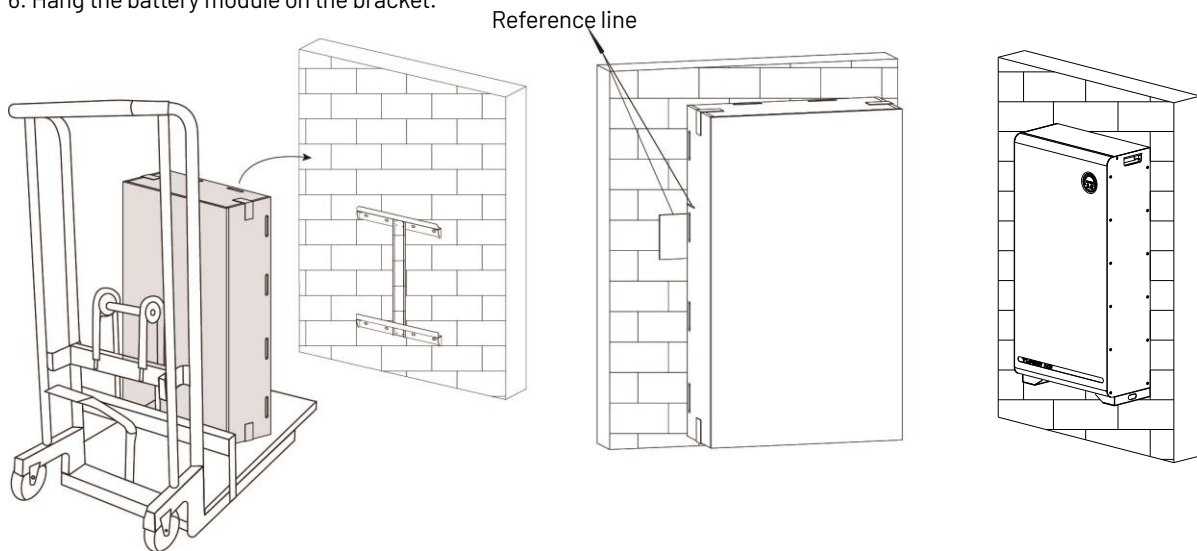 6. Hang the battery module on the bracket.
Reference line